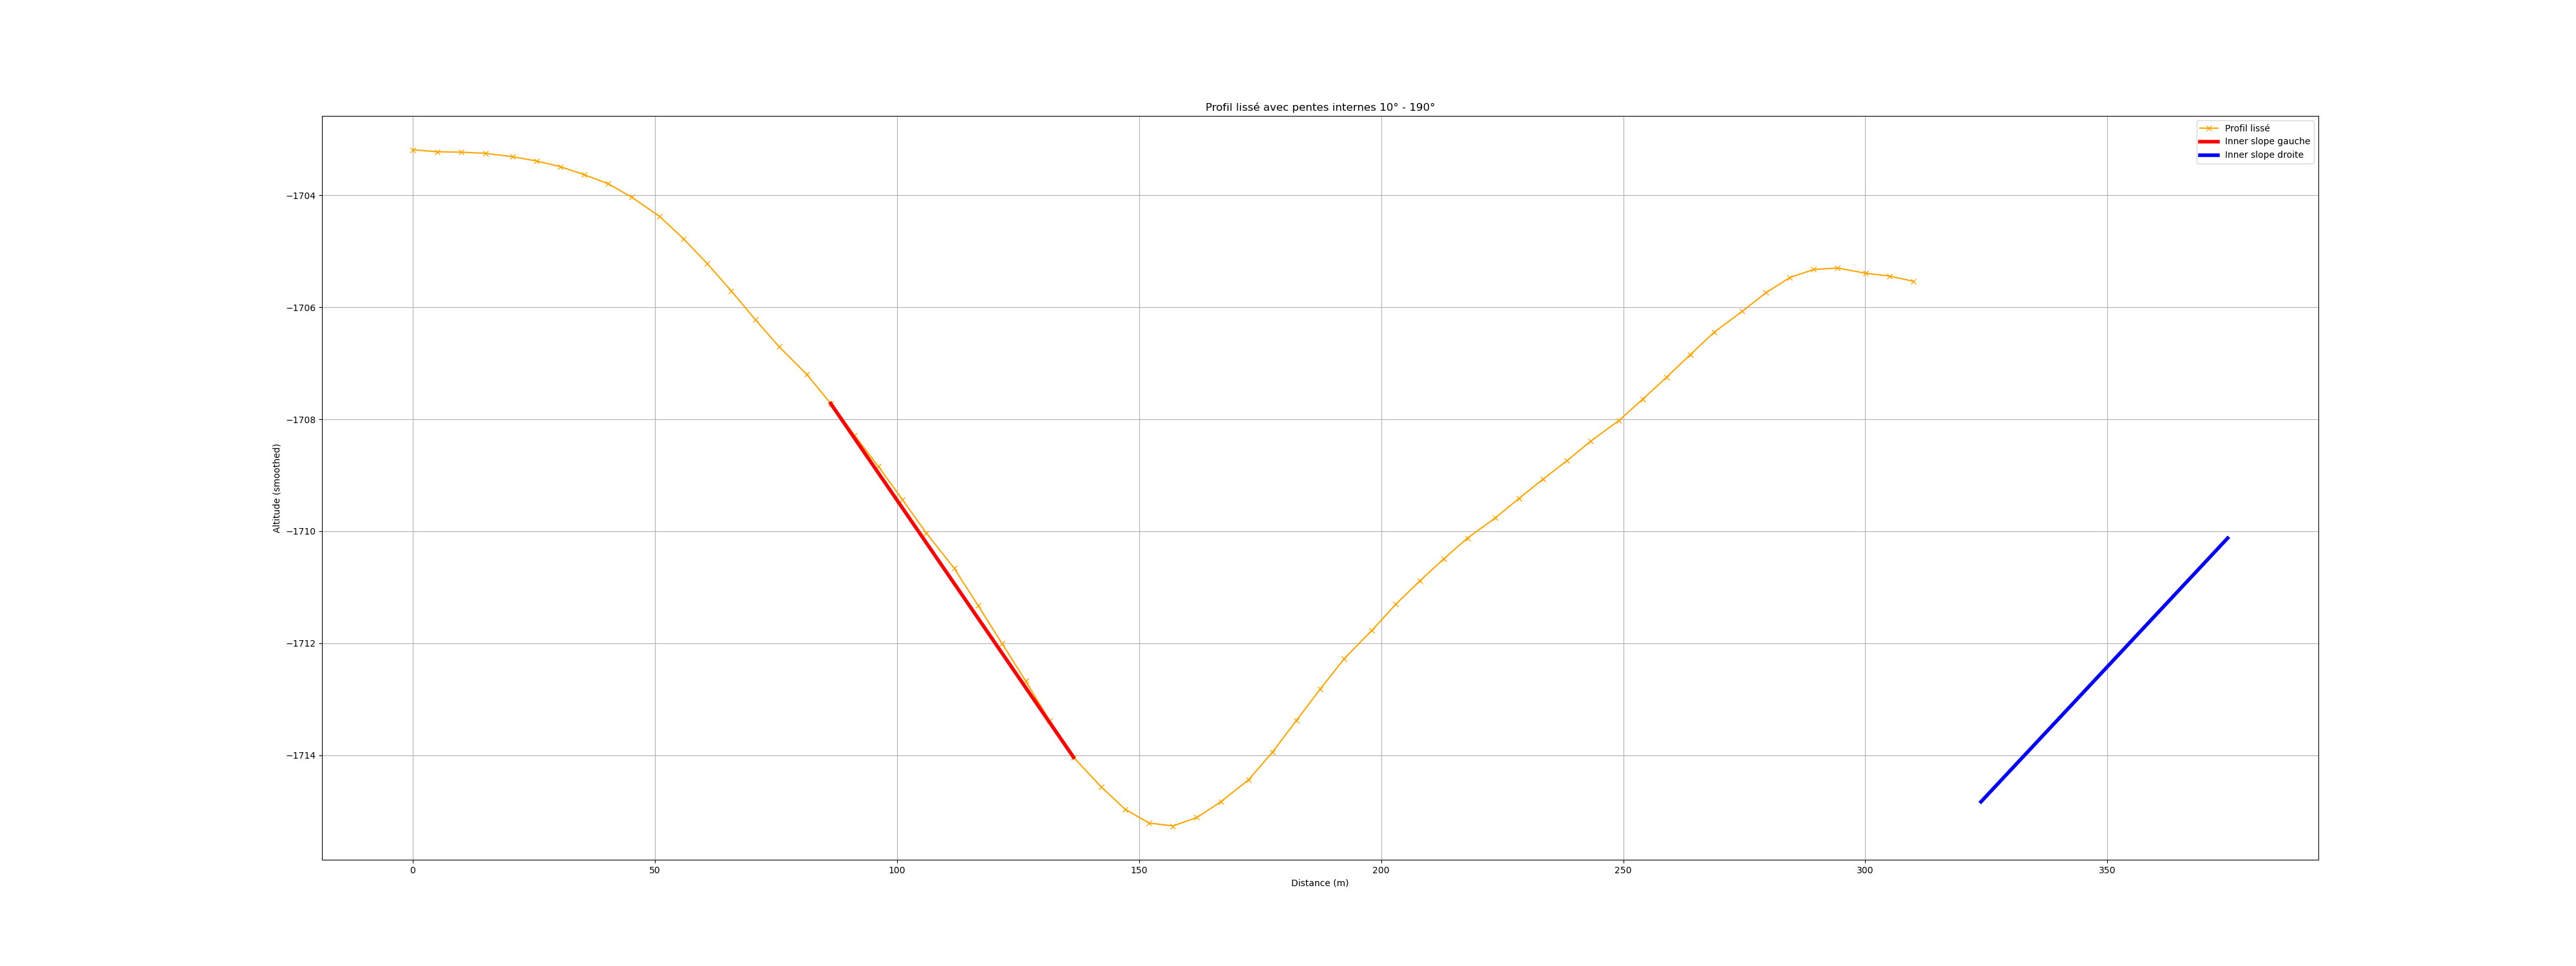 Profil lissé avec pentes internes 10° - 190°
Profil lissé
Inner slope gauche
Inner slope droite
−1704
−1706
−1708
−1710
−1712
−1714
Altitude (smoothed)
0 50 100 150 200 250 300 350
Distance (m)